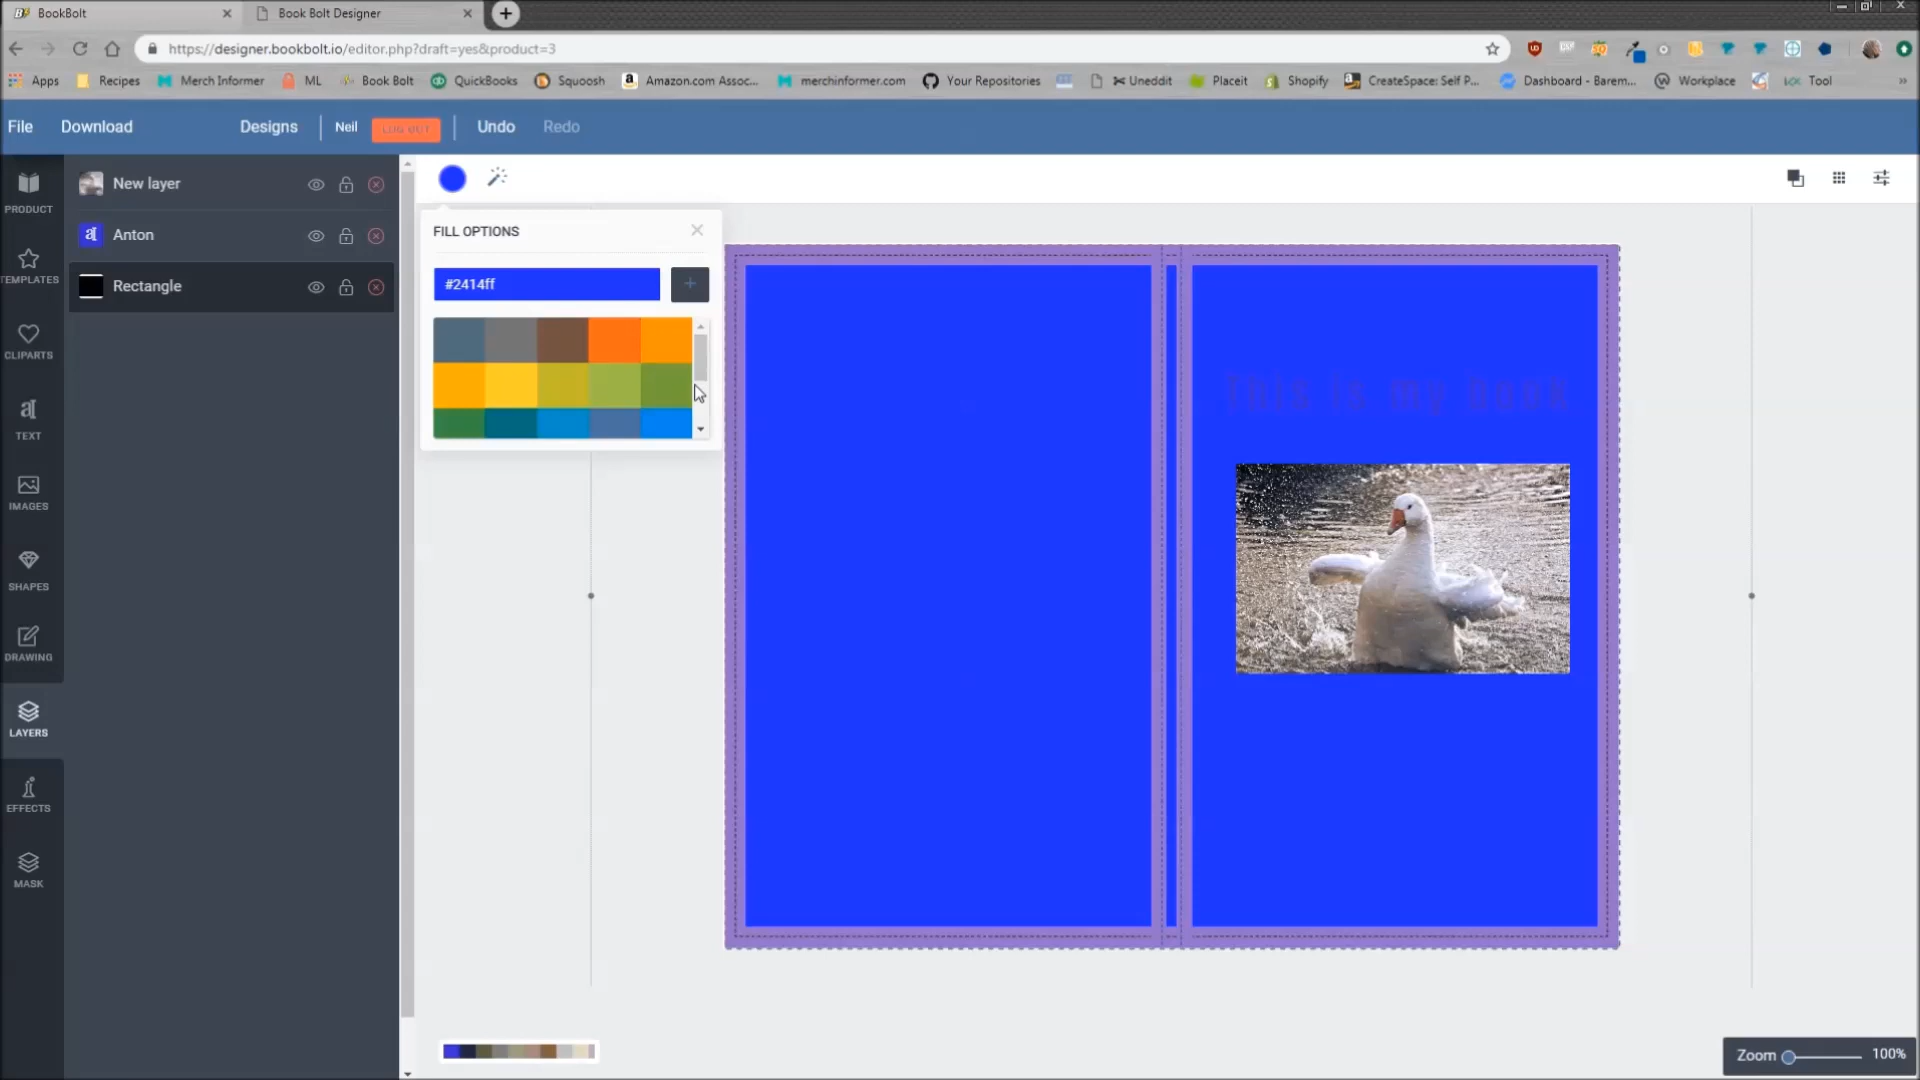 BookBolt
Book Bolt Designer
https://designer.bookbolt.io/editor.php?draft=yes&product=3
Apps
Recipes
Merch Informer
ML
Book Bolt
QuickBooks
Squoosh
Amazon.com Assoc...
merchinformer.com
Your Repositories
Uneddit
Placeit
Shopify
CreateSpace: Self P...
Dashboard - Barem...
Workplace
Tool
File
Download
Designs
Neil
LOG OUT
Undo
Redo
PRODUCT
TEMPLATES
CLIPARTS
TEXT
IMAGES
SHAPES
DRAWING
LAYERS
EFFECTS
MASK
New layer
Anton
Rectangle
FILL OPTIONS
#2414ff
this is my book
Zoom
100%